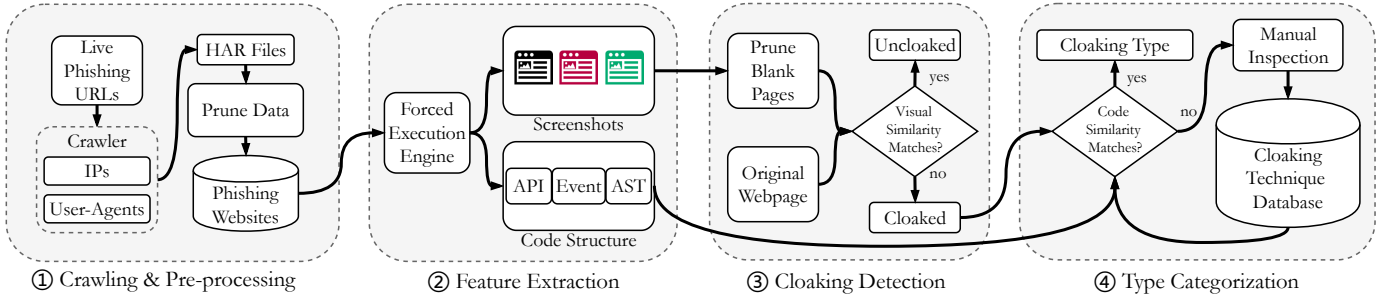 Live
Phishing
URLs
Crawler
IPs
User-Agents
HAR Files
Prune Data
Phishing
Websites
① Crawling & Pre-processing
Forced
Execution
Engine
Screenshots
API
Event
AST
Code Structure
② Feature Extraction
Prune
Blank
Pages
Original
Webpage
Uncloaked
yes
Visual
Similarity
Matches?
no
Cloaked
③ Cloaking Detection
Cloaking Type
yes
Code
Similarity
Matches?
no
Manual
Inspection
Cloaking
Technique
Database
④ Type Categorization